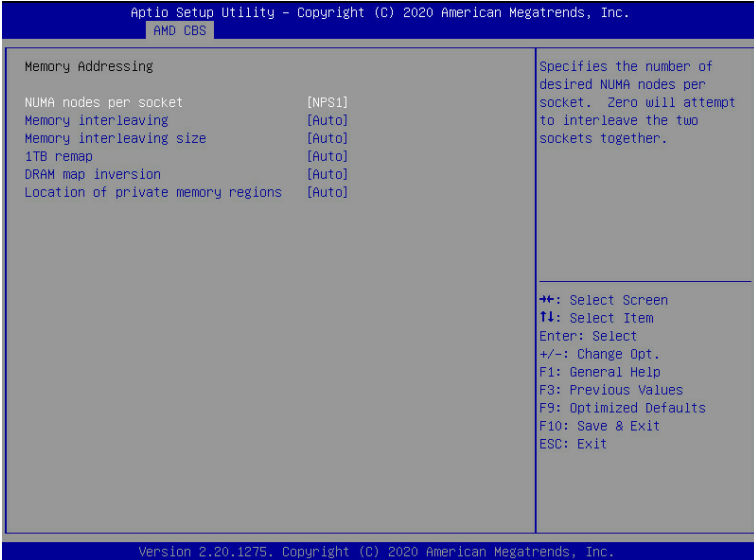 Aptio Setup Utility – Copyright (C) 2020 American Megatrends, Inc.
AMD CBS
Memory Addressing
NUMA nodes per socket [NPS1]
Memory interleaving [Auto]
Memory interleaving size [Auto]
1TB remap [Auto]
DRAM map inversion [Auto]
Location of private memory regions [Auto]
Specifies the number of
desired NUMA nodes per
socket. Zero will attempt
to interleave the two
sockets together.
→←: Select Screen
↑↓: Select Item
Enter: Select
+/-: Change Opt.
F1: General Help
F3: Previous Values
F9: Optimized Defaults
F10: Save & Exit
ESC: Exit
Version 2.20.1275. Copyright (C) 2020 American Megatrends, Inc.